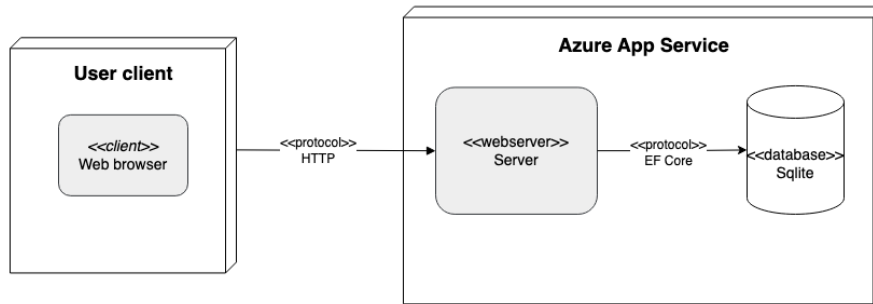 User client
<<client>>
Web browser
<<protocol>>
HTTP
Azure App Service
<<webserver>>
Server
<<protocol>>
EF Core
<<database>>
Sqlite